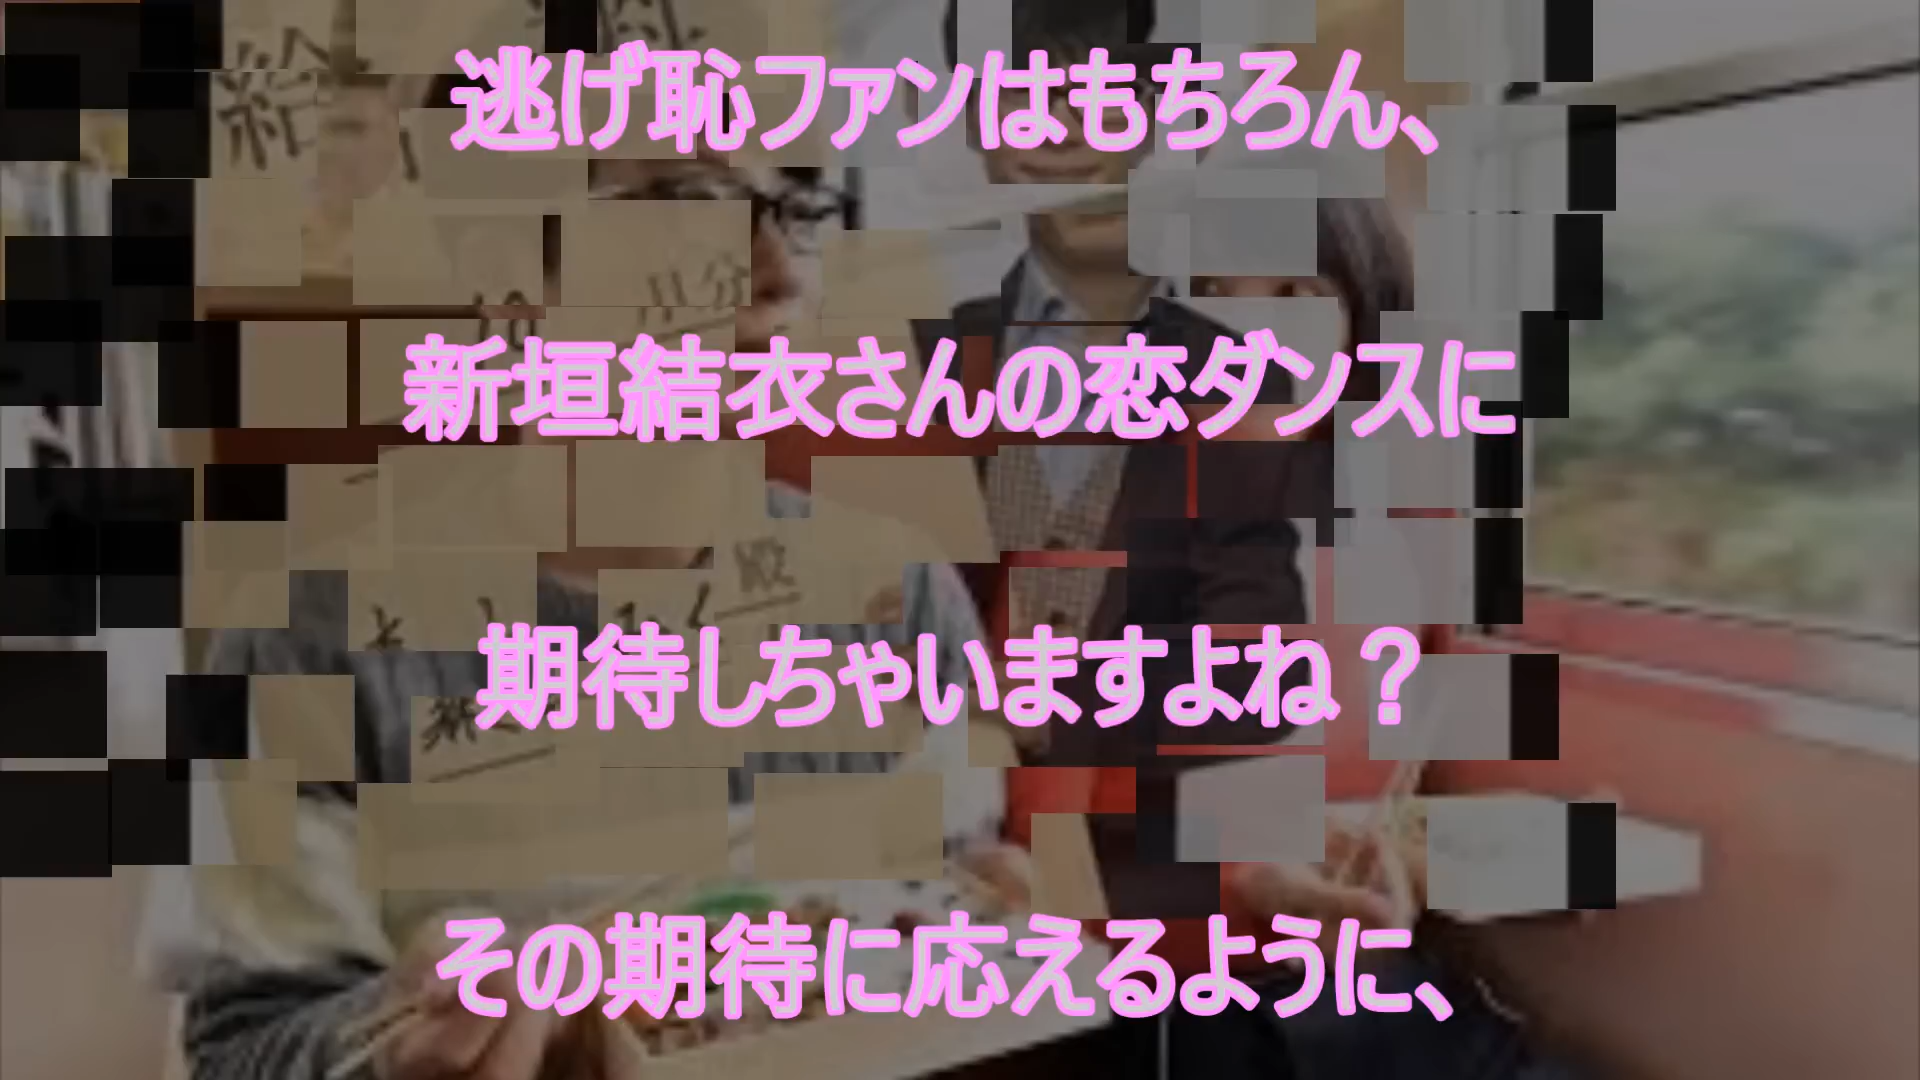 逃げ恥ファンはもちろん、
新垣結衣さんの恋ダンスに
期待しちゃいますよね？
その期待に応えるように、